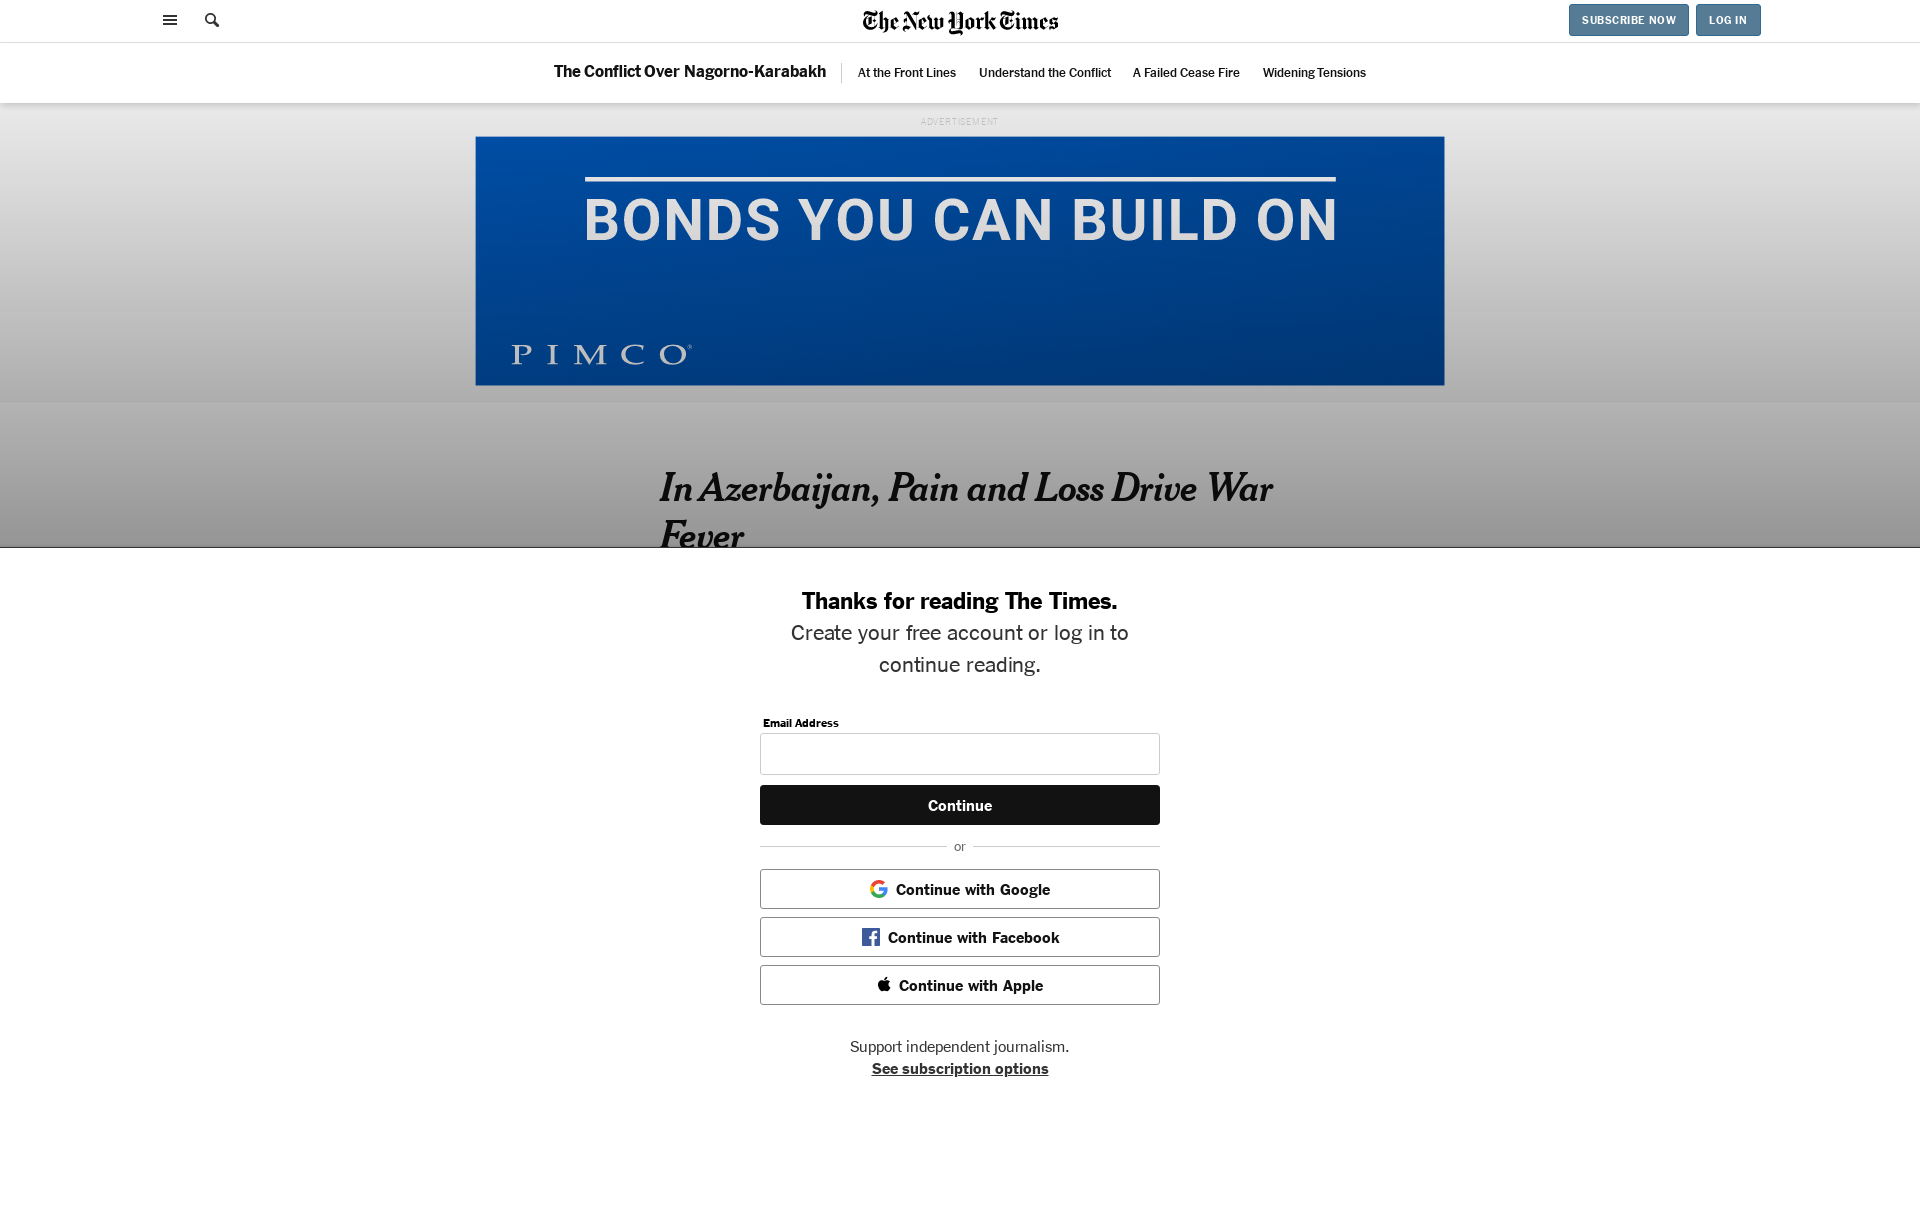 The New York Times
SUBSCRIBE NOW
LOG IN
The Conflict Over Nagorno-Karabakh
At the Front Lines
Understand the Conflict
A Failed Cease Fire
Widening Tensions
ADVERTISEMENT
BONDS YOU CAN BUILD ON
PIMCO®
In Azerbaijan, Pain and Loss Drive War
Fever
Thanks for reading The Times.
Create your free account or log in to
continue reading.
Email Address
Continue
or
Continue with Google
Continue with Facebook
Continue with Apple
Support independent journalism.
See subscription options